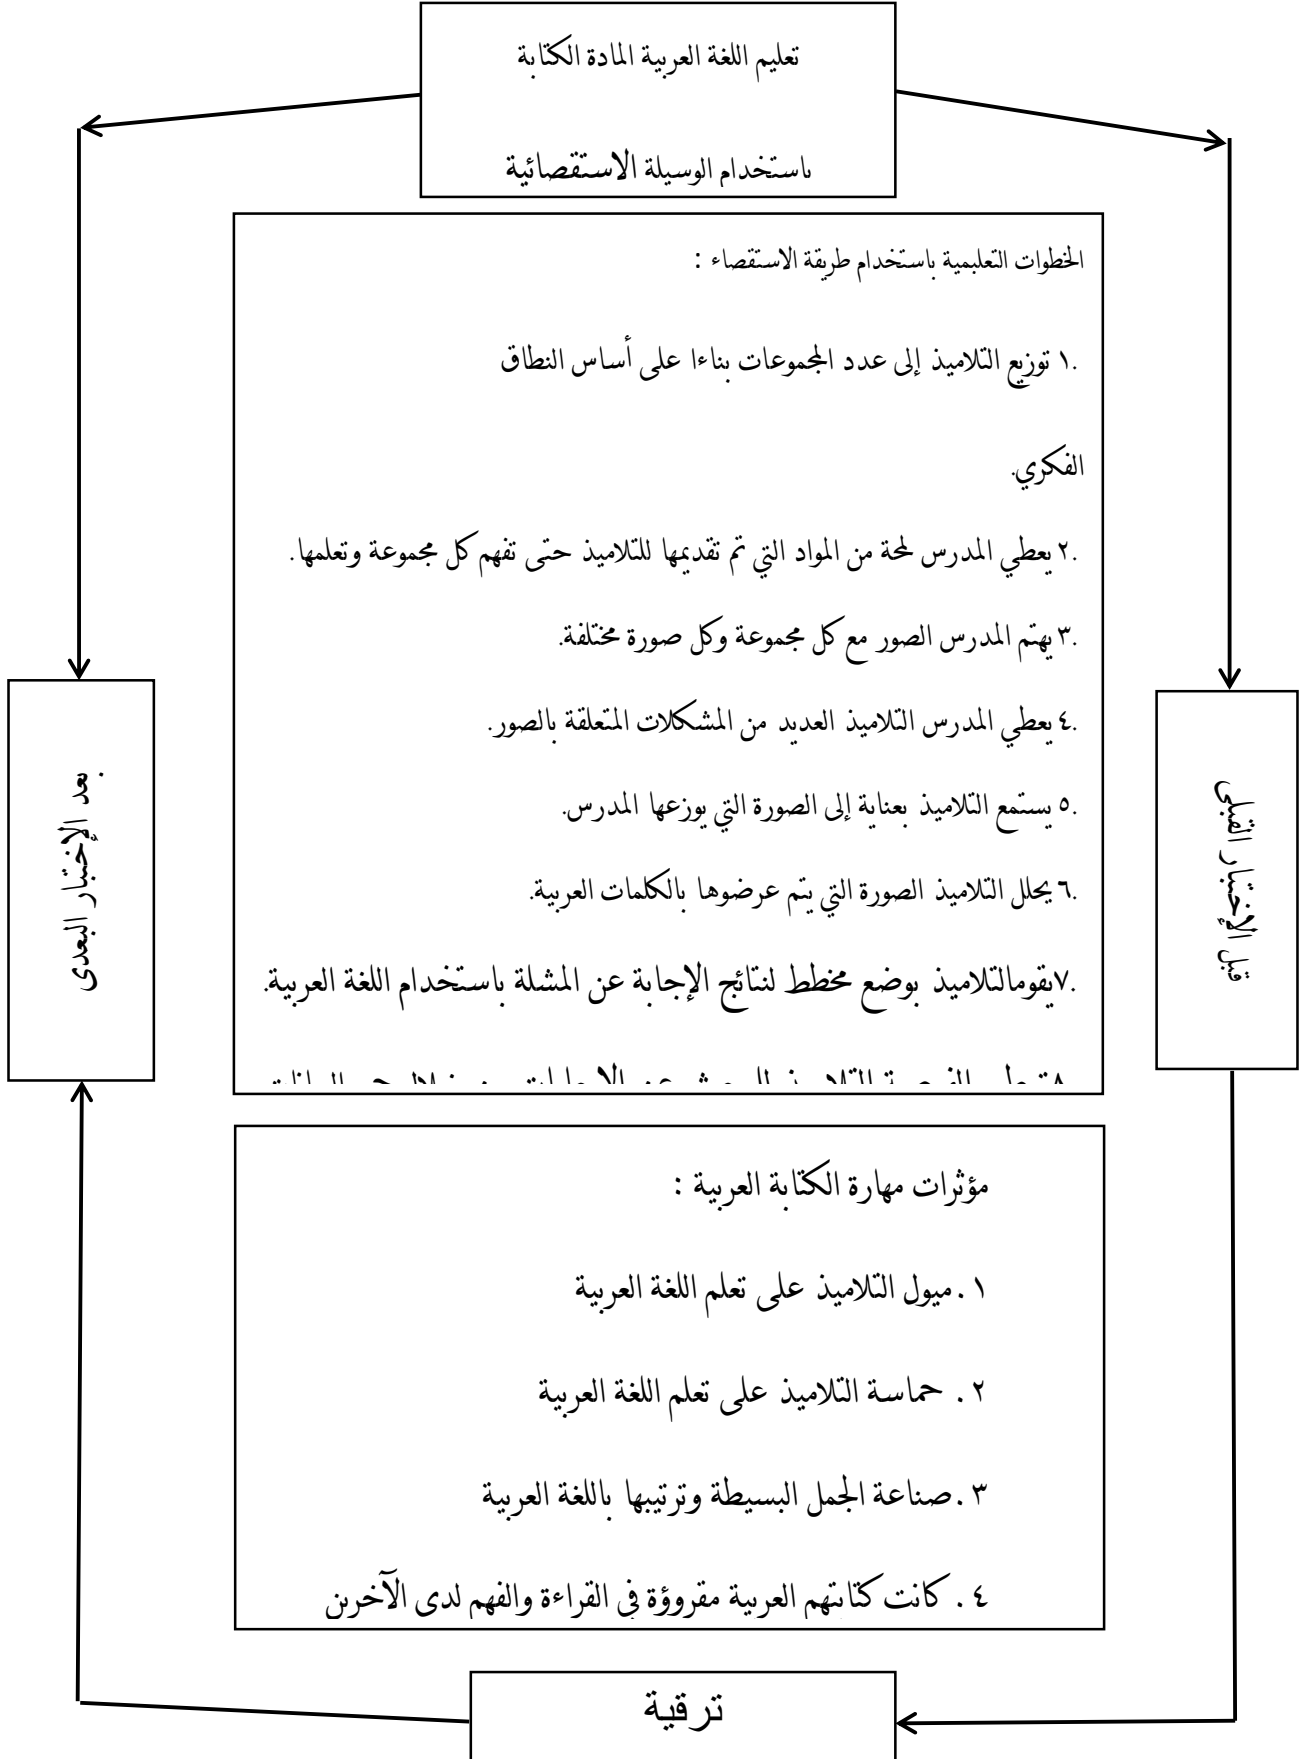 تعليم اللغة العربية المادة الكتابة
باستخدام الوسيلة الاستقصائية
الخطوات التعليمية باستخدام طريقة الاستقصاء :
.١ توزيع التلاميذ إلى عدد المجموعات بناءا على أساس النطاق
الفكري.
.٢ يعطي المدرس لمحة من المواد التي تم تقديمها للتلاميذ حتى تفهم كل مجموعة وتعلمها.
.٣ يهتم المدرس الصور مع كل مجموعة وكل صورة مختلفة.
.٤ يعطي المدرس التلاميذ العديد من المشكلات المتعلقة بالصور.
.٥ يستمع التلاميذ بعناية إلى الصورة التي يوزعها المدرس.
.٦ يحلل التلاميذ الصورة التي يتم عرضوها بالكلمات العربية.
.٧يقومالتلاميذ بوضع مخطط لنتائج الإجابة عن المشلة باستخدام اللغة العربية.
قبل الإختبار القبلى
بعد الإختبار البعدى
مؤثرات مهارة الكتابة العربية :
١ . ميول التلاميذ على تعلم اللغة العربية
٢ . حماسة التلاميذ على تعلم اللغة العربية
٣ . صناعة الجمل البسيطة وترتيبها باللغة العربية
٤ . كانت كتابتهم العربية مقروؤة في القراءة والفهم لدى الآخرين
ترقية